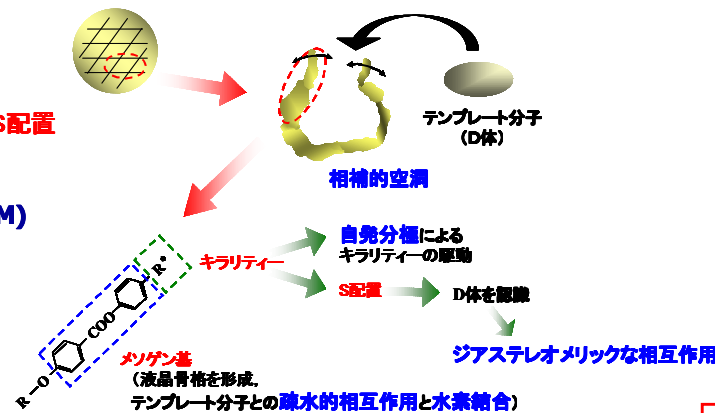 S配置
テンプレート分子
(D体)
相補的空洞
M)
自発分極による
キラリティーの駆動
キラリティー
S配置
D体を認識
ジアステレオメリックな相互作用
R*
COO
R-O
メソゲン基
(液晶骨格を形成,
テンプレート分子との疎水的相互作用と水素結合)